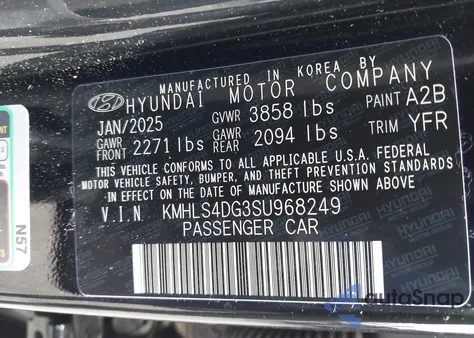 MANUFACTURED IN KOREA BY
HYUNDAI MOTOR COMPANY
JAN/2025 GVWR 3858 lbs PAINT A2B
GAWR FRONT 2271 lbs GAWR REAR 2094 lbs TRIM YFR
THIS VEHICLE CONFORMS TO ALL APPLICABLE U.S.A. FEDERAL
MOTOR VEHICLE SAFETY, BUMPER, AND THEFT PREVENTION STANDARDS
IN EFFECT ON THE DATE OF MANUFACTURE SHOWN ABOVE
V.I.N KMHLS4DG3SU968249
PASSENGER CAR
N57
autoSnap